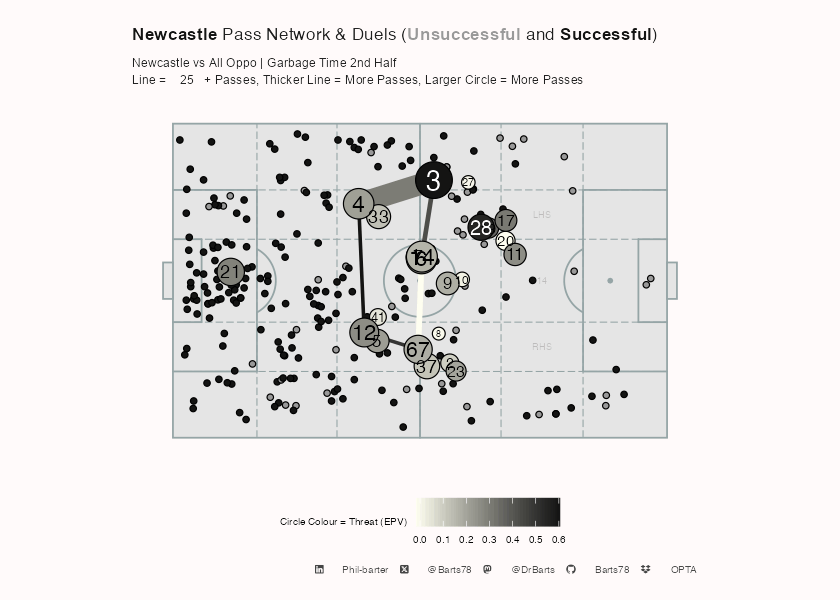 Newcastle Pass Network & Duels (Unsuccessful and Successful)
Newcastle vs All Oppo | Garbage Time 2nd Half
Line = 25 + Passes, Thicker Line = More Passes, Larger Circle = More Passes
3
27
4
33
LHS
17
28
20
11
21
9
10
14
41
12
5
8
67
RHS
37
23
Circle Colour = Threat (EPV)
0.0 0.1 0.2 0.3 0.4 0.5 0.6
Phil-barter @Barts78 @DrBarts Barts78 OPTA